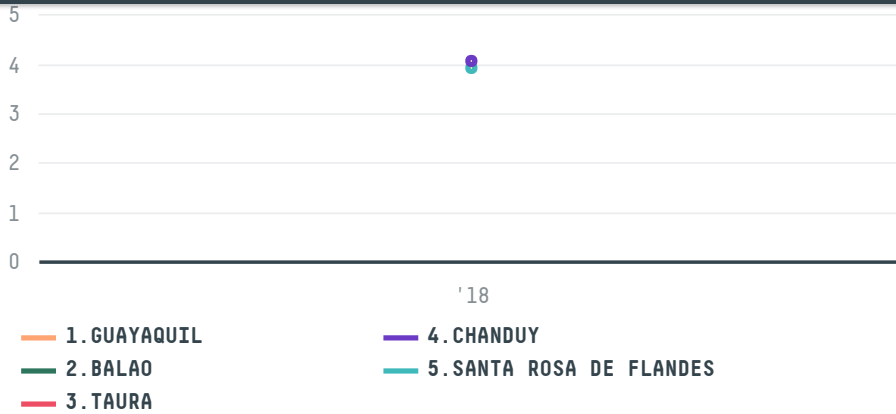 5
4
3
2
1
0
'18
1.GUAYAQUIL
2.BALAO
3.TAURA
4.CHANDUY
5.SANTA ROSA DE FLANDES